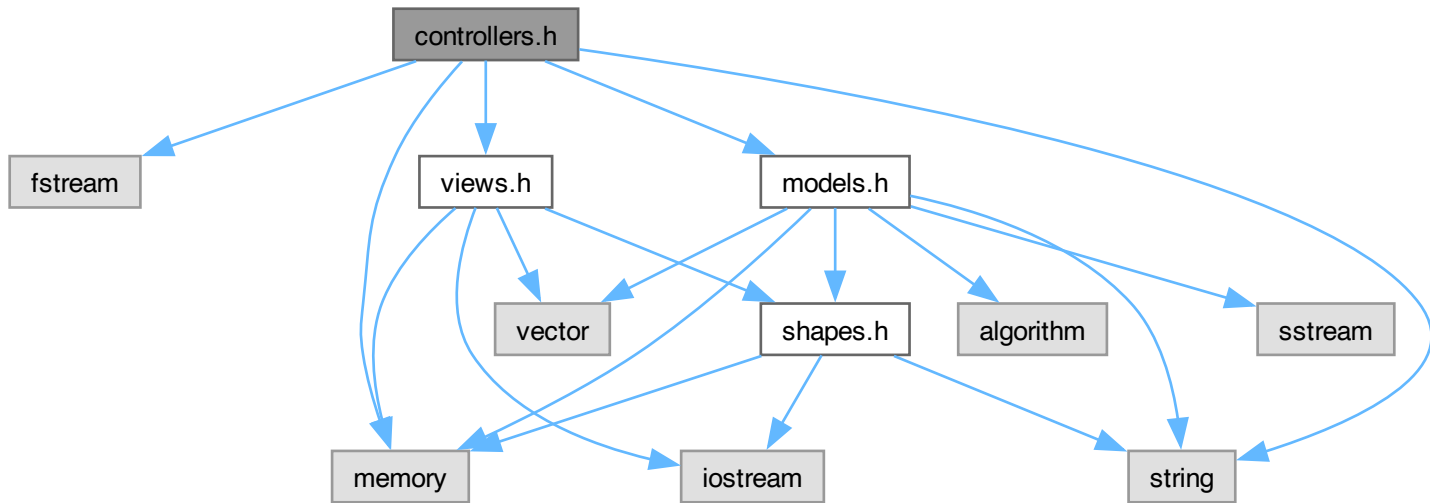 controllers.h
fstream
views.h
models.h
vector
shapes.h
algorithm
sstream
memory
iostream
string